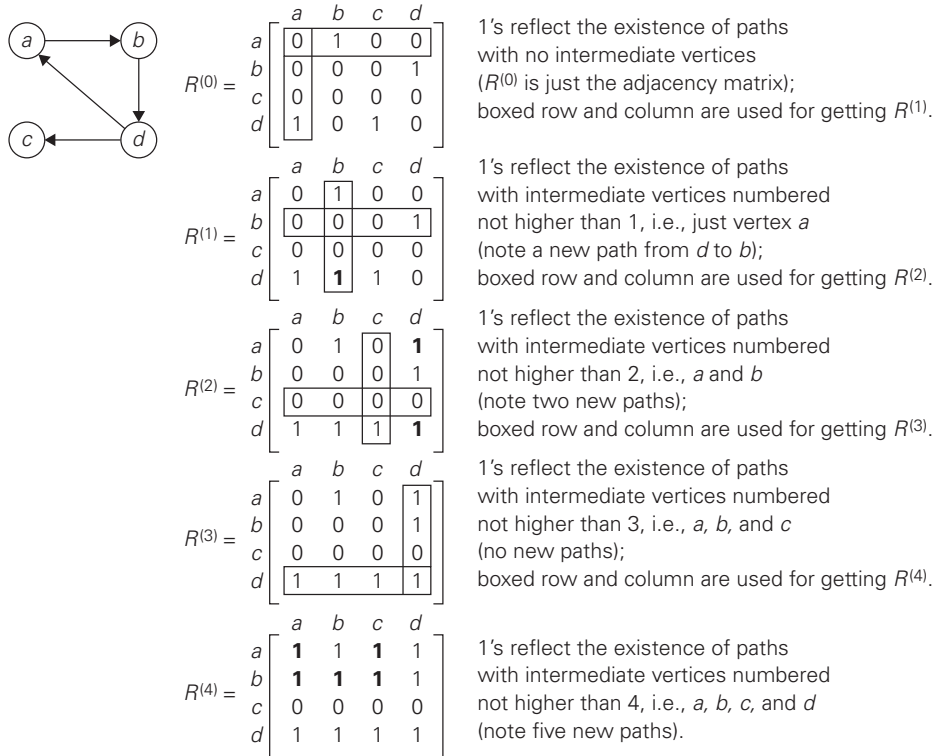 a b
c d
a b c d
a 0 1 0 0
b 0 0 0 1
R(0) =
c 0 0 0 0
d 1 0 1 0
1's reflect the existence of paths
with no intermediate vertices
(R(0) is just the adjacency matrix);
boxed row and column are used for getting R(1).
a b c d
a 0 1 0 0
b 0 0 0 1
R(1) =
c 0 0 0 0
d 1 1 1 0
1's reflect the existence of paths
with intermediate vertices numbered
not higher than 1, i.e., just vertex a
(note a new path from d to b);
boxed row and column are used for getting R(2).
a b c d
a 0 1 0 1
b 0 0 0 1
R(2) =
c 0 0 0 0
d 1 1 1 1
1's reflect the existence of paths
with intermediate vertices numbered
not higher than 2, i.e., a and b
(note two new paths);
boxed row and column are used for getting R(3).
a b c d
a 0 1 0 1
b 0 0 0 1
R(3) =
c 0 0 0 0
d 1 1 1 1
1's reflect the existence of paths
with intermediate vertices numbered
not higher than 3, i.e., a, b, and c
(no new paths);
boxed row and column are used for getting R(4).
a b c d
a 1 1 1 1
b 1 1 1 1
R(4) =
c 0 0 0 0
d 1 1 1 1
1's reflect the existence of paths
with intermediate vertices numbered
not higher than 4, i.e., a, b, c, and d
(note five new paths).